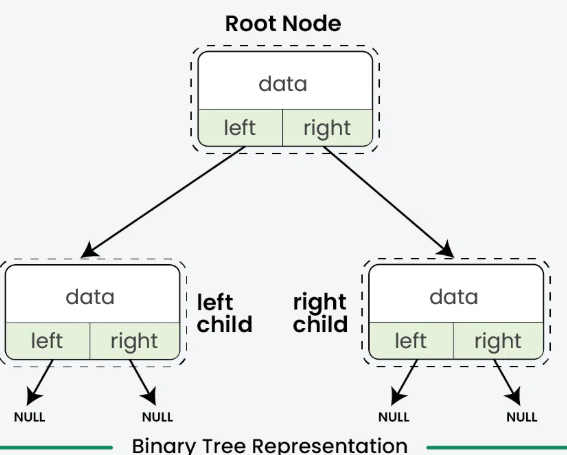 Root Node
data
left right
data
left
child
right
child
data
left right
left right
NULL NULL NULL NULL
Binary Tree Representation